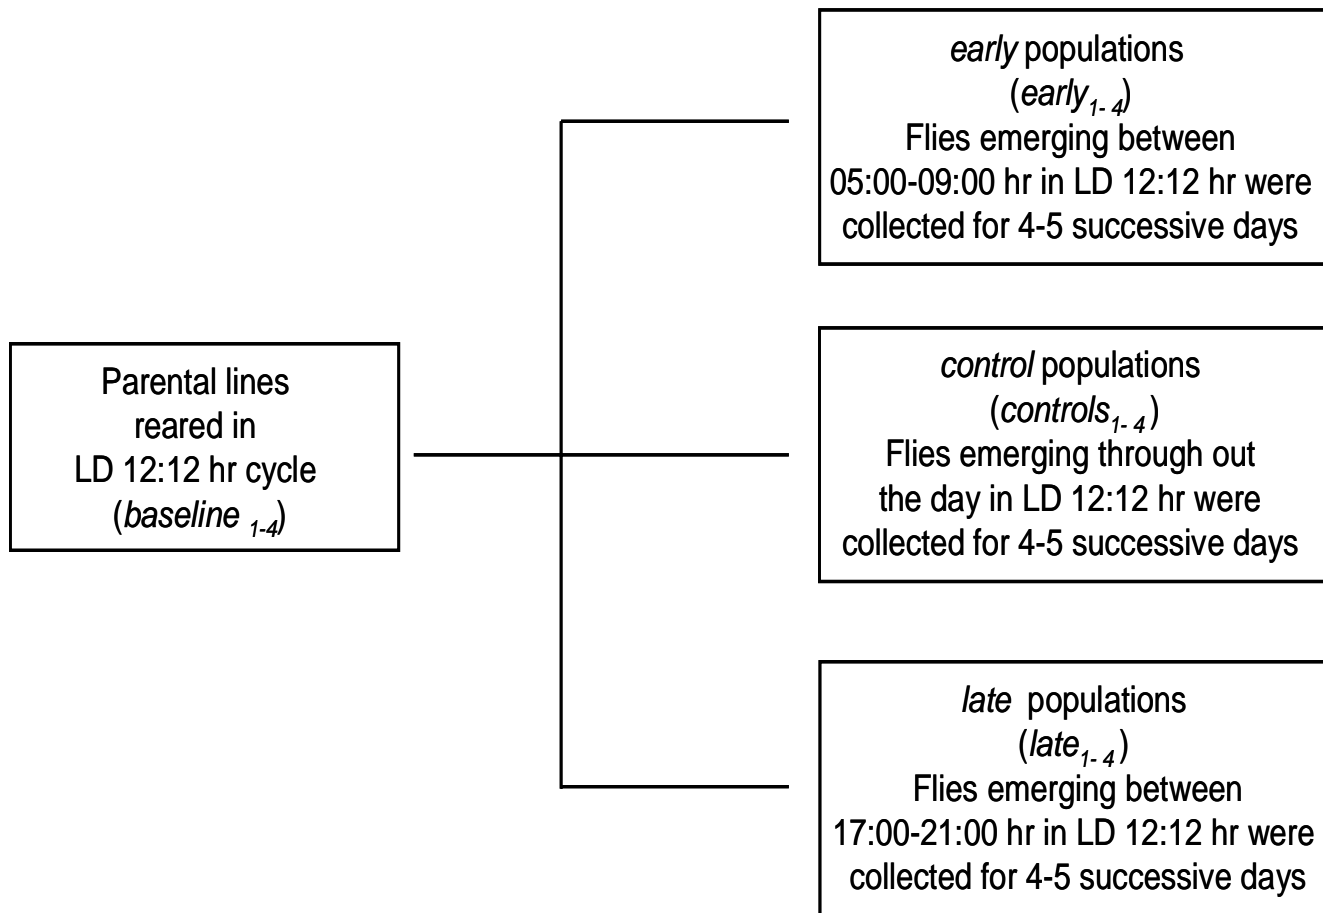 Parental lines
reared in
LD 12:12 hr cycle
(baseline 1-4)
early populations
(early1- 4)
Flies emerging between
05:00-09:00 hr in LD 12:12 hr were
collected for 4-5 successive days
control populations
(controls1- 4)
Flies emerging through out
the day in LD 12:12 hr were
collected for 4-5 successive days
late populations
(late1- 4)
Flies emerging between
17:00-21:00 hr in LD 12:12 hr were
collected for 4-5 successive days